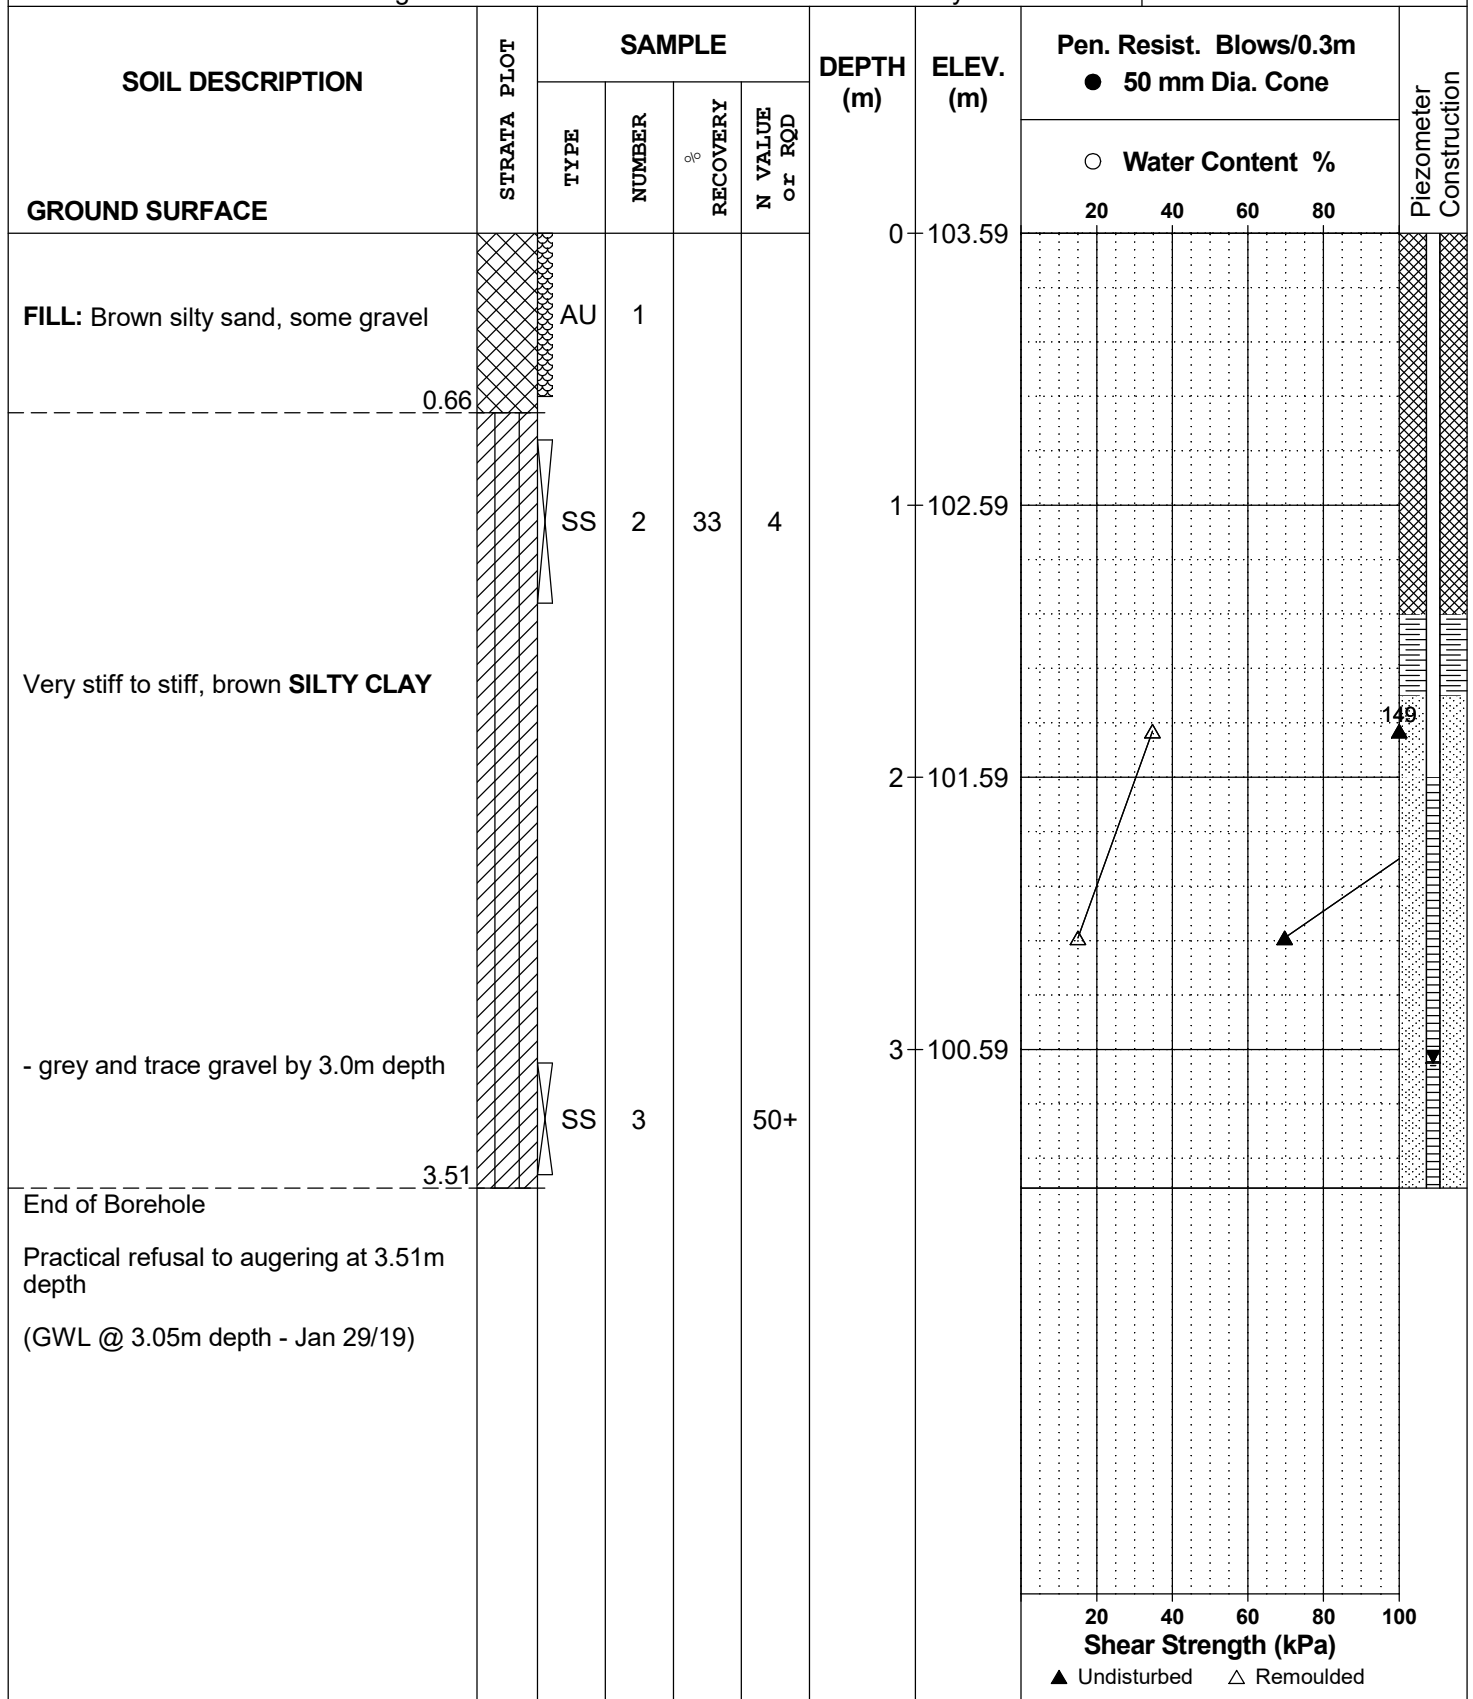 SOIL DESCRIPTION
GROUND SURFACE
STRATA PLOT
SAMPLE
TYPE
NUMBER
%
RECOVERY
N VALUE
or RQD
DEPTH
(m)
ELEV.
(m)
Pen. Resist. Blows/0.3m
● 50 mm Dia. Cone
○ Water Content %
20 40 60 80
Piezometer
Construction
0 103.59
FILL: Brown silty sand, some gravel
AU 1
0.66
1 102.59
SS 2 33 4
Very stiff to stiff, brown SILTY CLAY
149
2 101.59
3 100.59
- grey and trace gravel by 3.0m depth
SS 3 50+
3.51
End of Borehole
Practical refusal to augering at 3.51m
depth
(GWL @ 3.05m depth - Jan 29/19)
20 40 60 80 100
Shear Strength (kPa)
▲ Undisturbed △ Remoulded